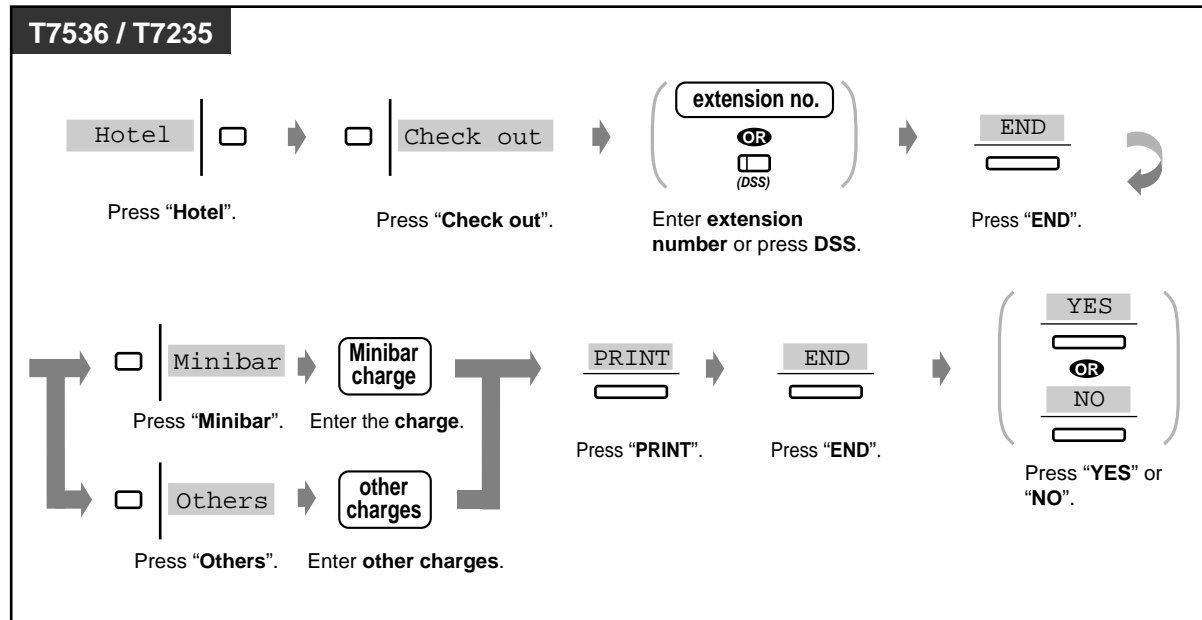 T7536 / T7235
Hotel
Press “Hotel”.
Check out
Press “Check out”.
extension no.
OR
(DSS)
Enter extension
number or press DSS.
END
Press “END”.
Minibar
Press “Minibar”.
Minibar
charge
Enter the charge.
Others
Press “Others”.
other
charges
Enter other charges.
PRINT
Press “PRINT”.
END
Press “END”.
YES
OR
NO
Press “YES” or
“NO”.